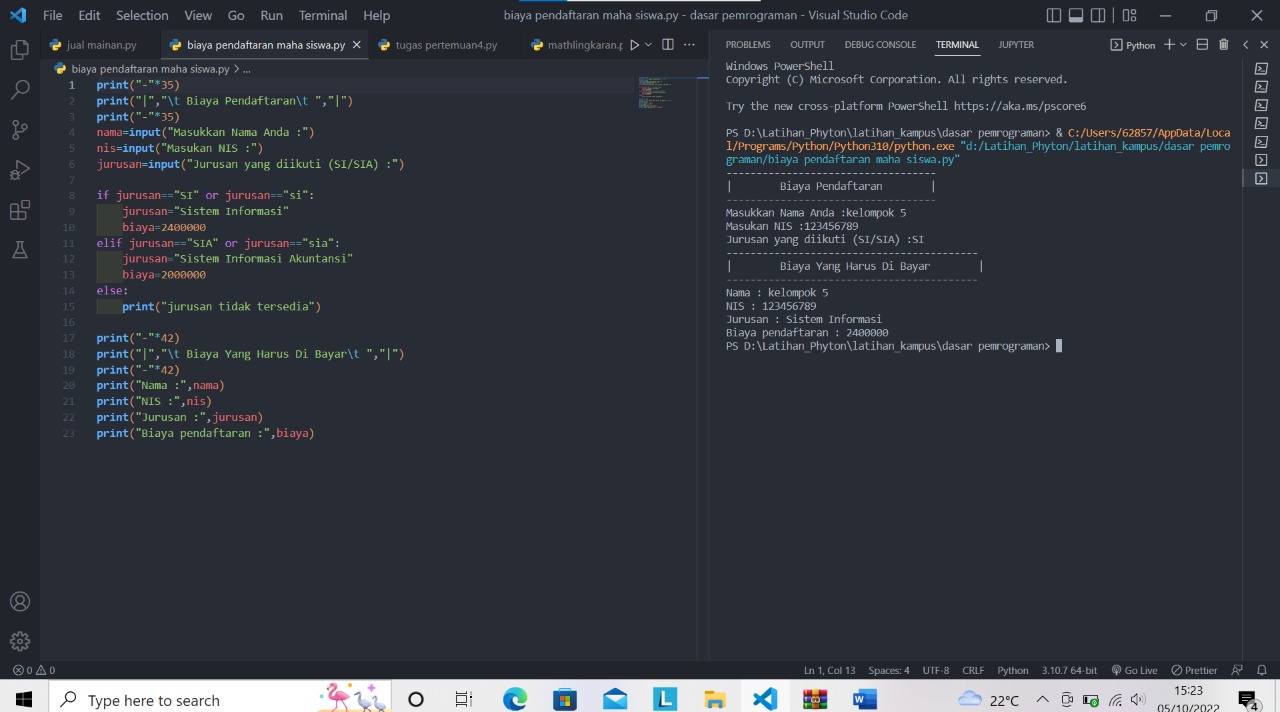 File Edit Selection View Go Run Terminal Help
biaya pendaftaran maha siswa.py - dasar pemrograman - Visual Studio Code
jual mainan.py
biaya pendaftaran maha siswa.py
tugas pertemuan4.py
mathlingkaran.p
biaya pendaftaran maha siswa.py > ...
1 print("-"*35)
2 print("|","\t Biaya Pendaftaran\t ","|")
3 print("-"*35)
4 nama=input("Masukkan Nama Anda :")
5 nis=input("Masukan NIS :")
6 jurusan=input("Jurusan yang diikuti (SI/SIA) :")
7
8 if jurusan=="SI" or jurusan=="si":
9     jurusan="Sistem Informasi"
10     biaya=2400000
11 elif jurusan=="SIA" or jurusan=="sia":
12     jurusan="Sistem Informasi Akuntansi"
13     biaya=2000000
14 else:
15     print("jurusan tidak tersedia")
16
17 print("-"*42)
18 print("|","\t Biaya Yang Harus Di Bayar\t ","|")
19 print("-"*42)
20 print("Nama :",nama)
21 print("NIS :",nis)
22 print("Jurusan :",jurusan)
23 print("Biaya pendaftaran :",biaya)
PROBLEMS OUTPUT DEBUG CONSOLE TERMINAL JUPYTER
Python
Windows PowerShell
Copyright (C) Microsoft Corporation. All rights reserved.
Try the new cross-platform PowerShell https://aka.ms/pscore6
PS D:\Latihan_Phyton\latihan_kampus\dasar pemrograman> & C:/Users/62857/AppData/Loca
l/Programs/Python/Python310/python.exe "d:/Latihan_Phyton/latihan_kampus/dasar pemro
graman/biaya pendaftaran maha siswa.py"
-----------------------------------
|        Biaya Pendaftaran        |
-----------------------------------
Masukkan Nama Anda :kelompok 5
Masukan NIS :123456789
Jurusan yang diikuti (SI/SIA) :SI
------------------------------------------
|        Biaya Yang Harus Di Bayar        |
------------------------------------------
Nama : kelompok 5
NIS : 123456789
Jurusan : Sistem Informasi
Biaya pendaftaran : 2400000
PS D:\Latihan_Phyton\latihan_kampus\dasar pemrograman>
0 0
Ln 1, Col 13 Spaces: 4 UTF-8 CRLF Python 3.10.7 64-bit Go Live Prettier
Type here to search
L
W
22°C
15:23
05/10/2022
4